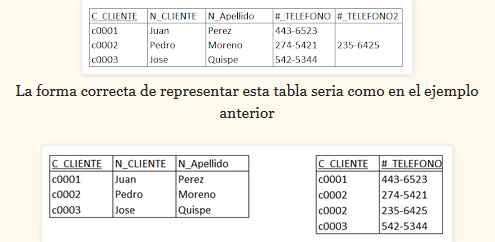 C_CLIENTE N_CLIENTE N_Apellido #_TELEFONO #_TELEFONO2
c0001 Juan Perez 443-6523
c0002 Pedro Moreno 274-5421 235-6425
c0003 Jose Quispe 542-5344
La forma correcta de representar esta tabla seria como en el ejemplo
anterior
C_CLIENTE N_CLIENTE N_Apellido
c0001 Juan Perez
c0002 Pedro Moreno
c0003 Jose Quispe
C_CLIENTE #_TELEFONO
c0001 443-6523
c0002 274-5421
c0002 235-6425
c0003 542-5344